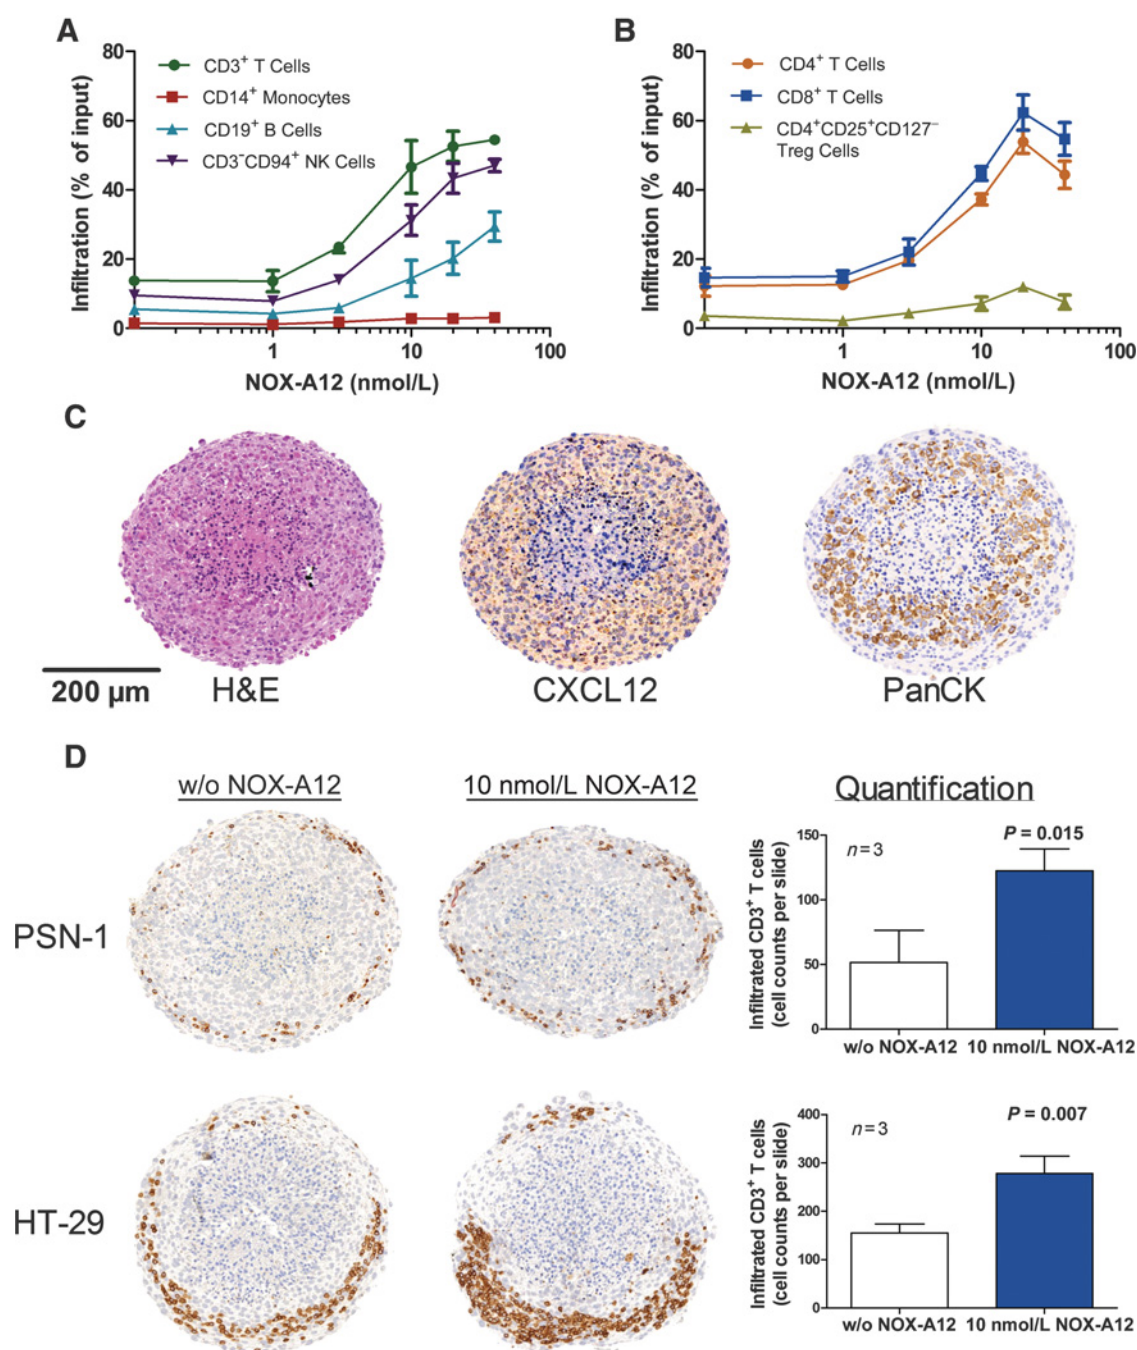 A
80
60
40
20
0
Infiltration (% of input)
CD3+ T Cells
CD14+ Monocytes
CD19+ B Cells
CD3-CD94+ NK Cells
1
10
100
NOX-A12 (nmol/L)
B
80
60
40
20
0
Infiltration (% of input)
CD4+ T Cells
CD8+ T Cells
CD4+CD25+CD127-
Treg Cells
1
10
100
NOX-A12 (nmol/L)
C
200 µm
H&E
CXCL12
PanCK
D
w/o NOX-A12
10 nmol/L NOX-A12
Quantification
PSN-1
Infiltrated CD3+ T cells
(cell counts per slide)
150
100
50
0
n=3
P = 0.015
w/o NOX-A12
10 nmol/L NOX-A12
HT-29
Infiltrated CD3+ T cells
(cell counts per slide)
400
300
200
100
0
n=3
P = 0.007
w/o NOX-A12
10 nmol/L NOX-A12